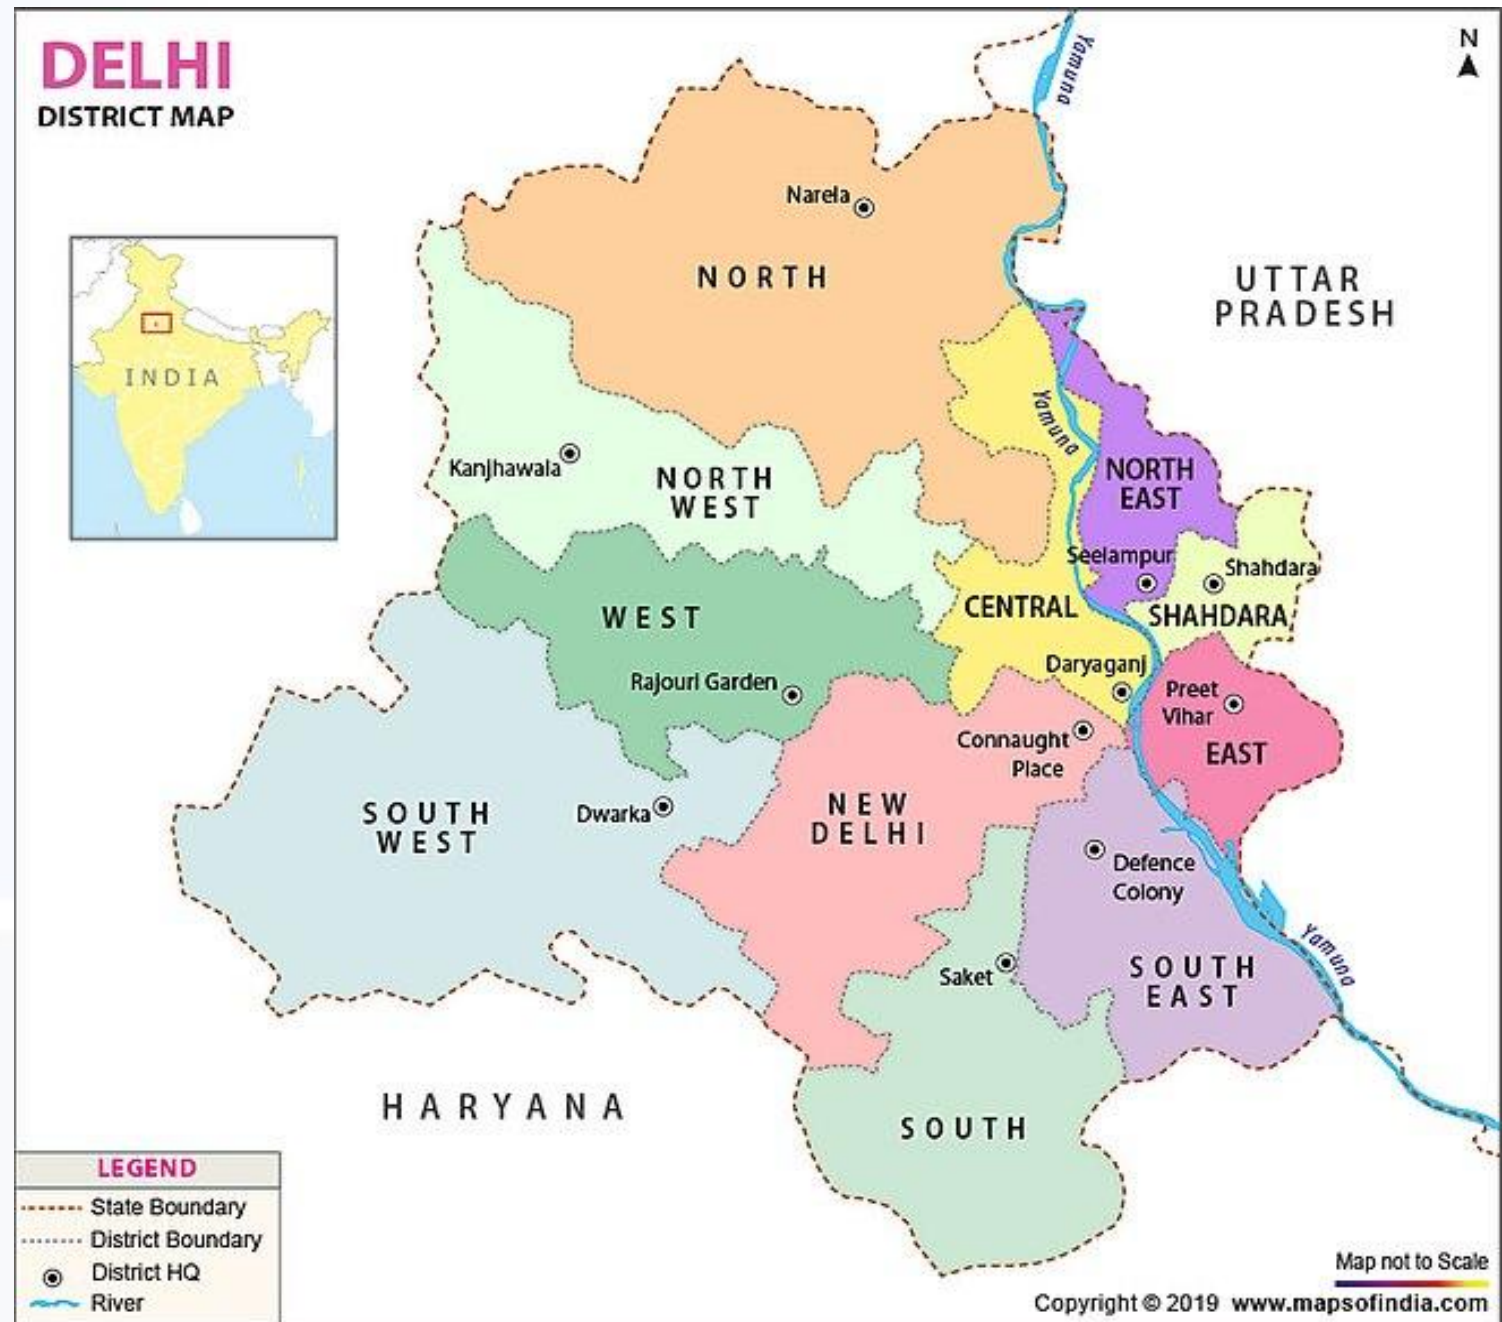 DELHI
DISTRICT MAP
N
Yamuna
Narela
NORTH
UTTAR
PRADESH
INDIA
Yamuna
Kanjhawala
NORTH
WEST
NORTH
EAST
Seelampur
Shahdara
WEST
CENTRAL
SHAHDARA
Daryaganj
Rajouri Garden
Preet
Vihar
Connaught
Place
EAST
SOUTH
WEST
Dwarka
NEW
DELHI
Defence
Colony
Yamuna
Saket
SOUTH
EAST
HARYANA
SOUTH
LEGEND
State Boundary
District Boundary
District HQ
River
Map not to Scale
Copyright © 2019 www.mapsofindia.com